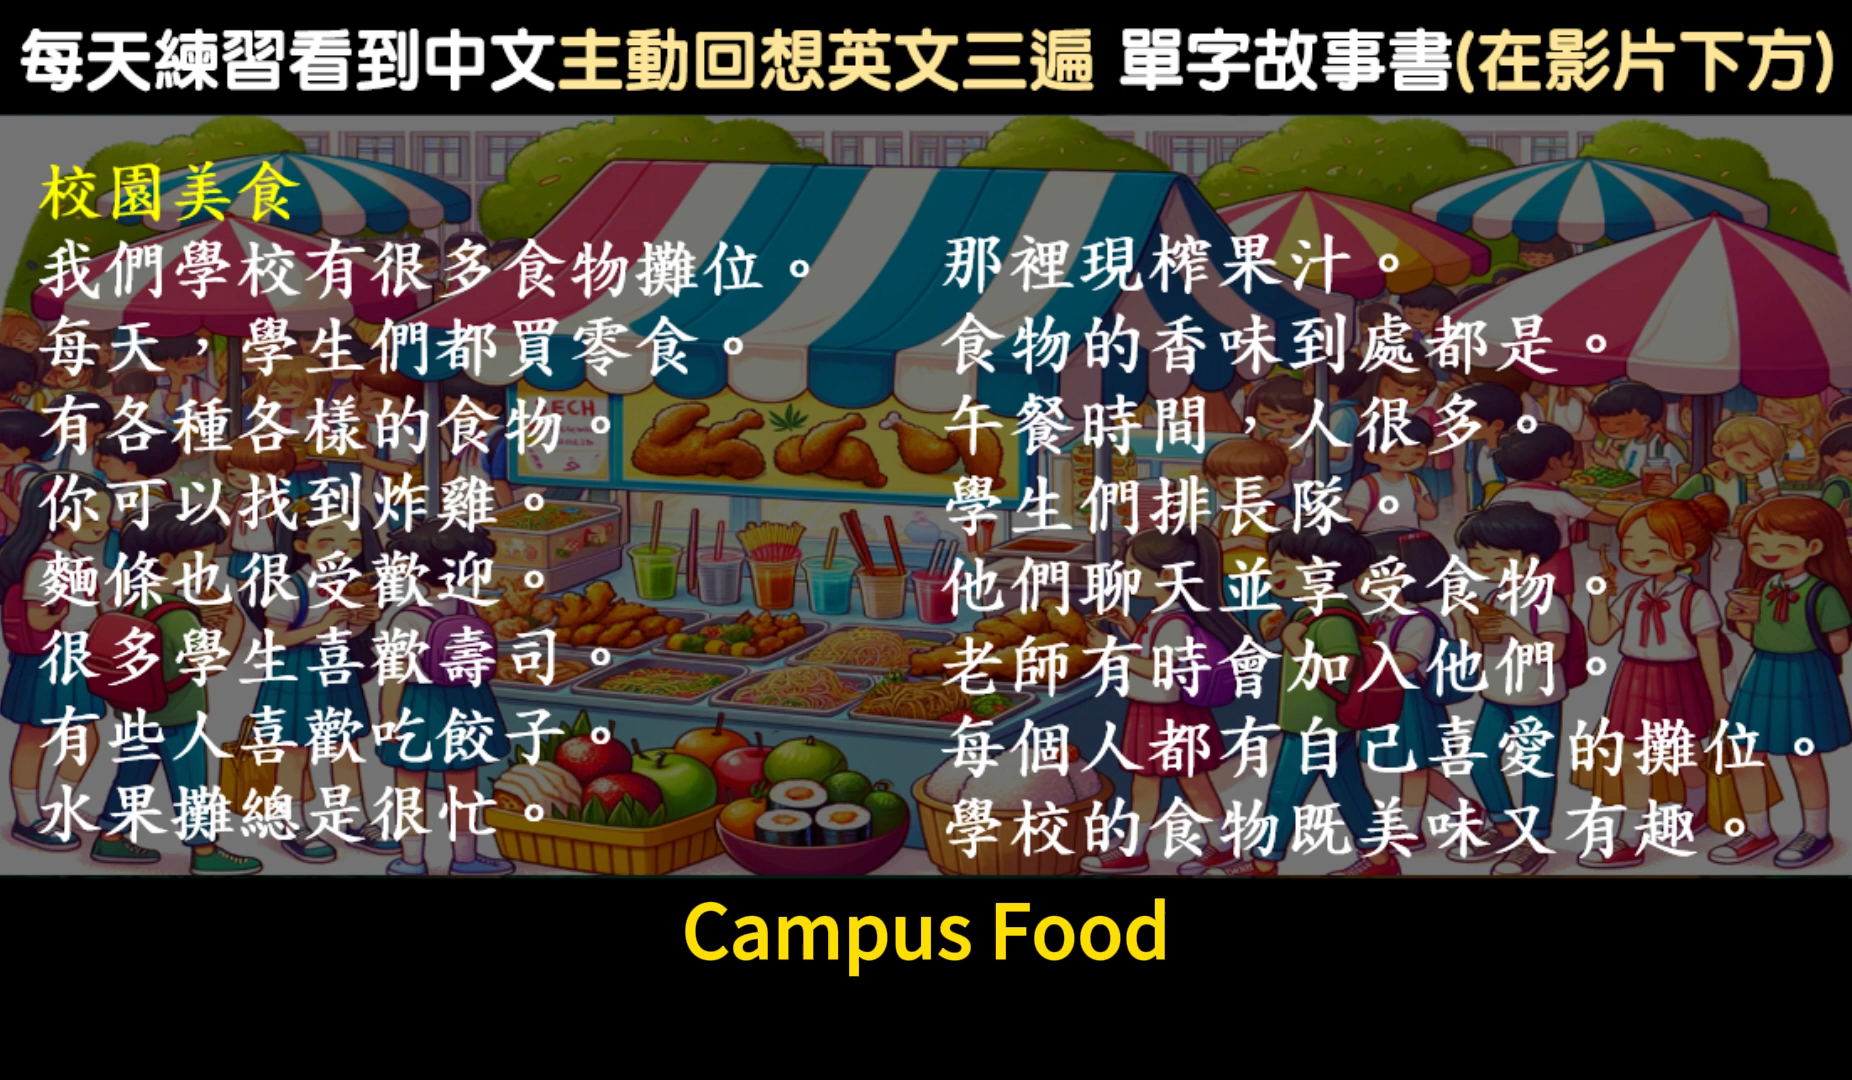 每天練習看到中文主動回想英文三遍 單字故事書(在影片下方)
校園美食
我們學校有很多食物攤位。
每天，學生們都買零食。
有各種各樣的食物。
你可以找到炸雞。
麵條也很受歡迎。
很多學生喜歡壽司。
有些人喜歡吃餃子。
水果攤總是很忙。
那裡現榨果汁。
食物的香味到處都是。
午餐時間，人很多。
學生們排長隊。
他們聊天並享受食物。
老師有時會加入他們。
每個人都有自己喜愛的攤位。
學校的食物既美味又有趣。
ECH
Campus Food